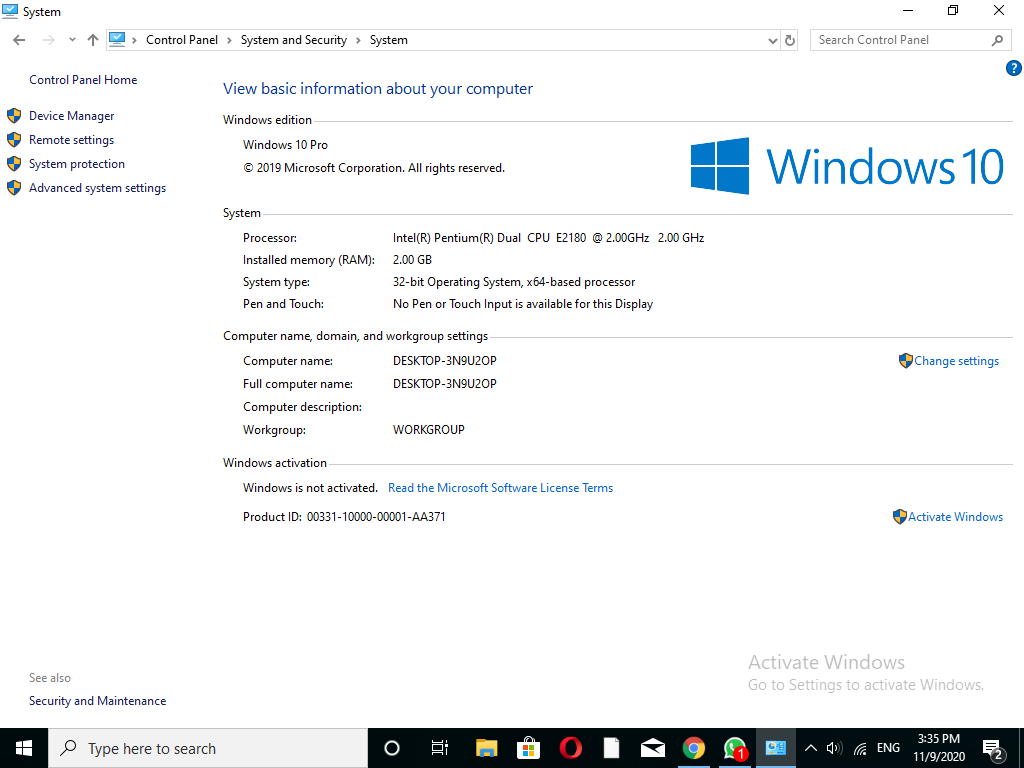 System
Control Panel > System and Security > System
Search Control Panel
Control Panel Home
Device Manager
Remote settings
System protection
Advanced system settings
View basic information about your computer
Windows edition
Windows 10 Pro
© 2019 Microsoft Corporation. All rights reserved.
Windows 10
System
Processor: Intel(R) Pentium(R) Dual CPU E2180 @ 2.00GHz 2.00 GHz
Installed memory (RAM): 2.00 GB
System type: 32-bit Operating System, x64-based processor
Pen and Touch: No Pen or Touch Input is available for this Display
Computer name, domain, and workgroup settings
Computer name: DESKTOP-3N9U2OP
Change settings
Full computer name: DESKTOP-3N9U2OP
Computer description:
Workgroup: WORKGROUP
Windows activation
Windows is not activated. Read the Microsoft Software License Terms
Product ID: 00331-10000-00001-AA371
Activate Windows
Activate Windows
Go to Settings to activate Windows.
See also
Security and Maintenance
Type here to search
1
ENG
3:35 PM
11/9/2020
2